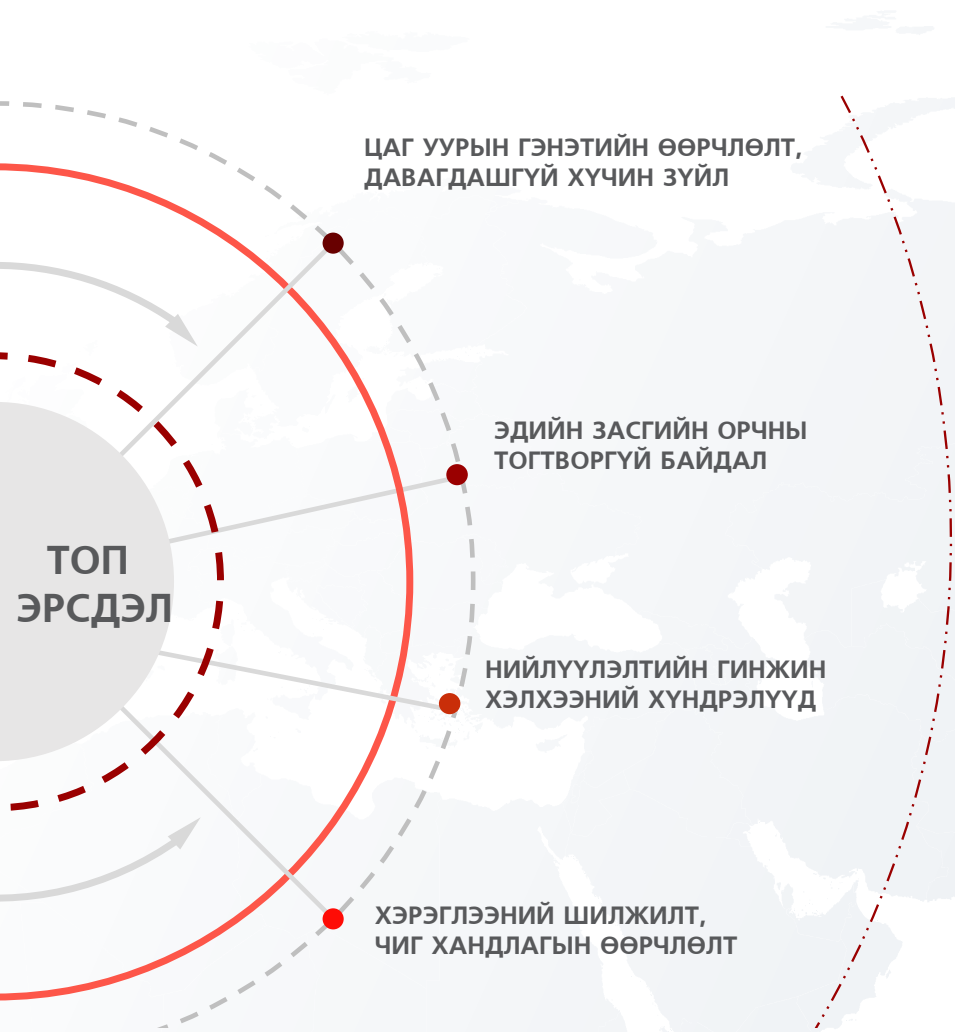 ЦАГ УУРЫН ГЭНЭТИЙН ӨӨРЧЛӨЛТ,
ДАВАГДАШГҮЙ ХҮЧИН ЗҮЙЛ
ЭДИЙН ЗАСГИЙН ОРЧНЫ
ТОГТВОРГҮЙ БАЙДАЛ
ТОП
ЭРСДЭЛ
НИЙЛҮҮЛЭЛТИЙН ГИНЖИН
ХЭЛХЭЭНИЙ ХҮНДРЭЛҮҮД
ХЭРЭГЛЭЭНИЙ ШИЛЖИЛТ,
ЧИГ ХАНДЛАГЫН ӨӨРЧЛӨЛТ